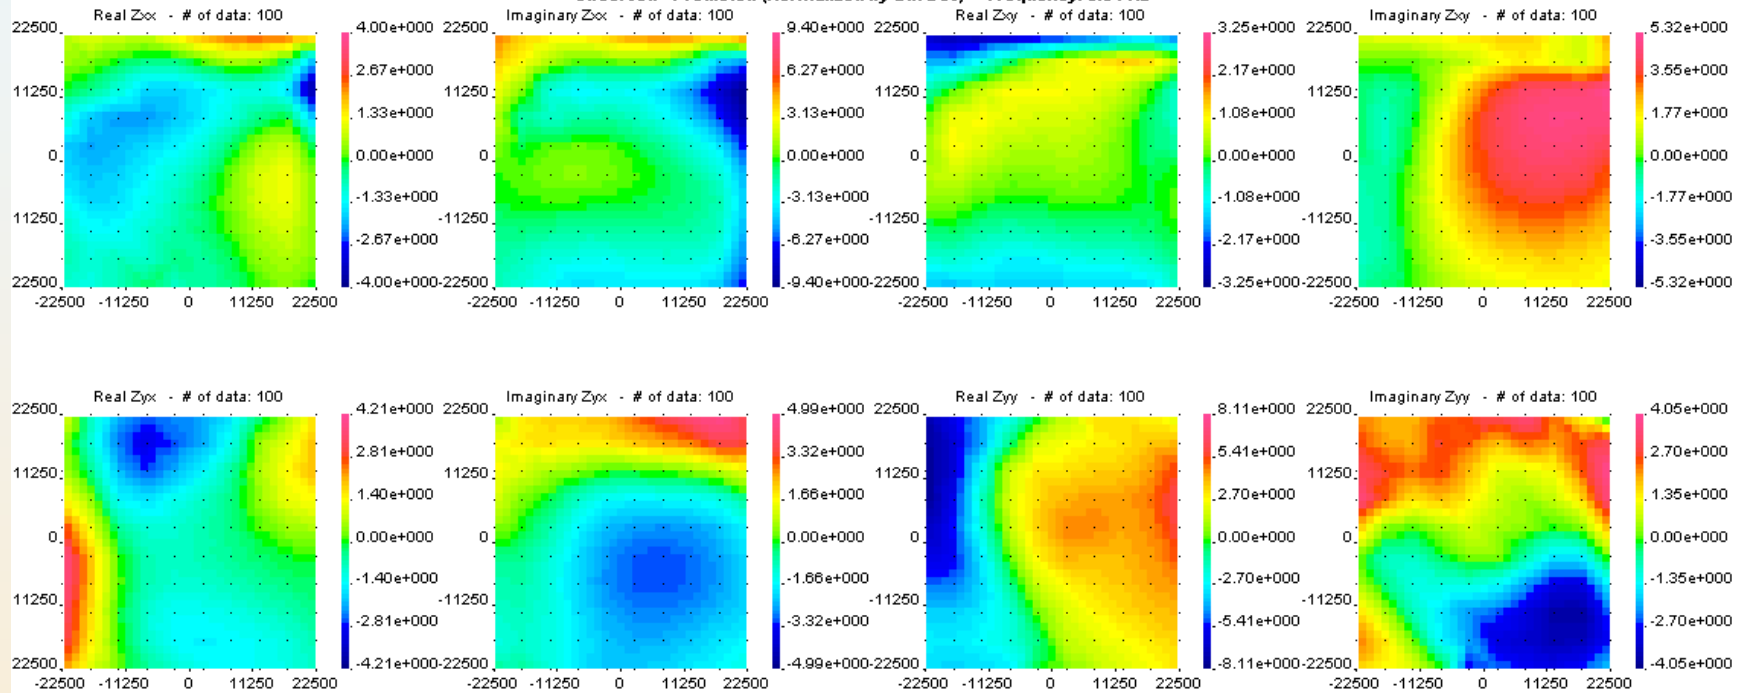 Real Zxx - # of data: 100
22500
11250
0
11250
22500
-22500 -11250 0 11250 22500
4.00e+000
2.67e+000
1.33e+000
0.00e+000
-1.33e+000
-2.67e+000
-4.00e+000
Imaginary Zxx - # of data: 100
22500
11250
0
-11250
-22500
-22500 -11250 0 11250 22500
9.40e+000
6.27e+000
3.13e+000
0.00e+000
-3.13e+000
-6.27e+000
-9.40e+000
Real Zxy - # of data: 100
22500
11250
0
-11250
-22500
-22500 -11250 0 11250 22500
3.25e+000
2.17e+000
1.08e+000
0.00e+000
-1.08e+000
-2.17e+000
-3.25e+000
Imaginary Zxy - # of data: 100
22500
11250
0
-11250
-22500
-22500 -11250 0 11250 22500
5.32e+000
3.55e+000
1.77e+000
0.00e+000
-1.77e+000
-3.55e+000
-5.32e+000
Real Zyx - # of data: 100
22500
11250
0
11250
22500
-22500 -11250 0 11250 22500
4.21e+000
2.81e+000
1.40e+000
0.00e+000
-1.40e+000
-2.81e+000
-4.21e+000
Imaginary Zyx - # of data: 100
22500
11250
0
-11250
-22500
-22500 -11250 0 11250 22500
4.99e+000
3.32e+000
1.66e+000
0.00e+000
-1.66e+000
-3.32e+000
-4.99e+000
Real Zyy - # of data: 100
22500
11250
0
-11250
-22500
-22500 -11250 0 11250 22500
8.11e+000
5.41e+000
2.70e+000
0.00e+000
-2.70e+000
-5.41e+000
-8.11e+000
Imaginary Zyy - # of data: 100
22500
11250
0
-11250
-22500
-22500 -11250 0 11250 22500
4.05e+000
2.70e+000
1.35e+000
0.00e+000
-1.35e+000
-2.70e+000
-4.05e+000